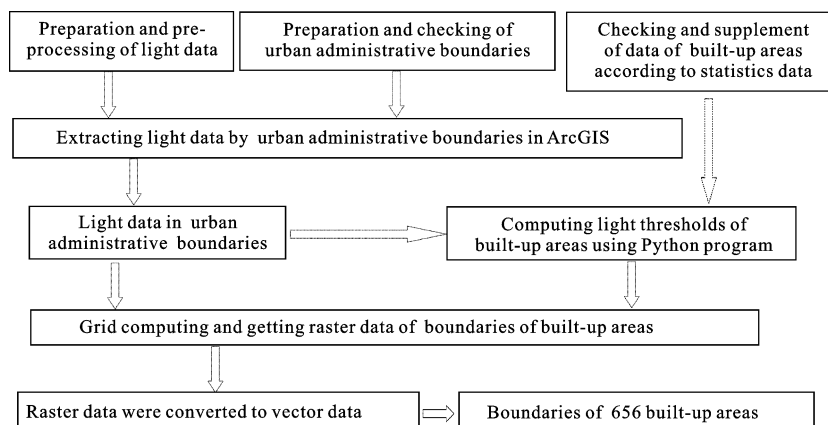 Preparation and pre-
processing of light data
Preparation and checking of
urban administrative boundaries
Checking and supplement
of data of built-up areas
according to statistics data
Extracting light data by urban administrative boundaries in ArcGIS
Light data in urban
administrative boundaries
Computing light thresholds of
built-up areas using Python program
Grid computing and getting raster data of boundaries of built-up areas
Raster data were converted to vector data
Boundaries of 656 built-up areas